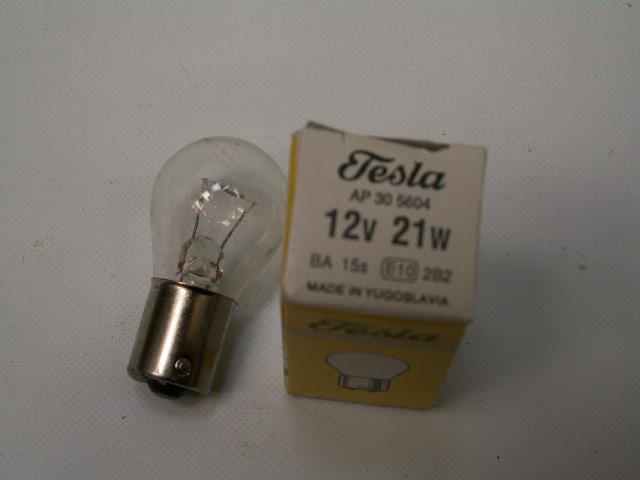 Tesla
AP 30 5604
12V 21W
BA 15s E10 2B2
MADE IN YUGOSLAVIA
Tesla